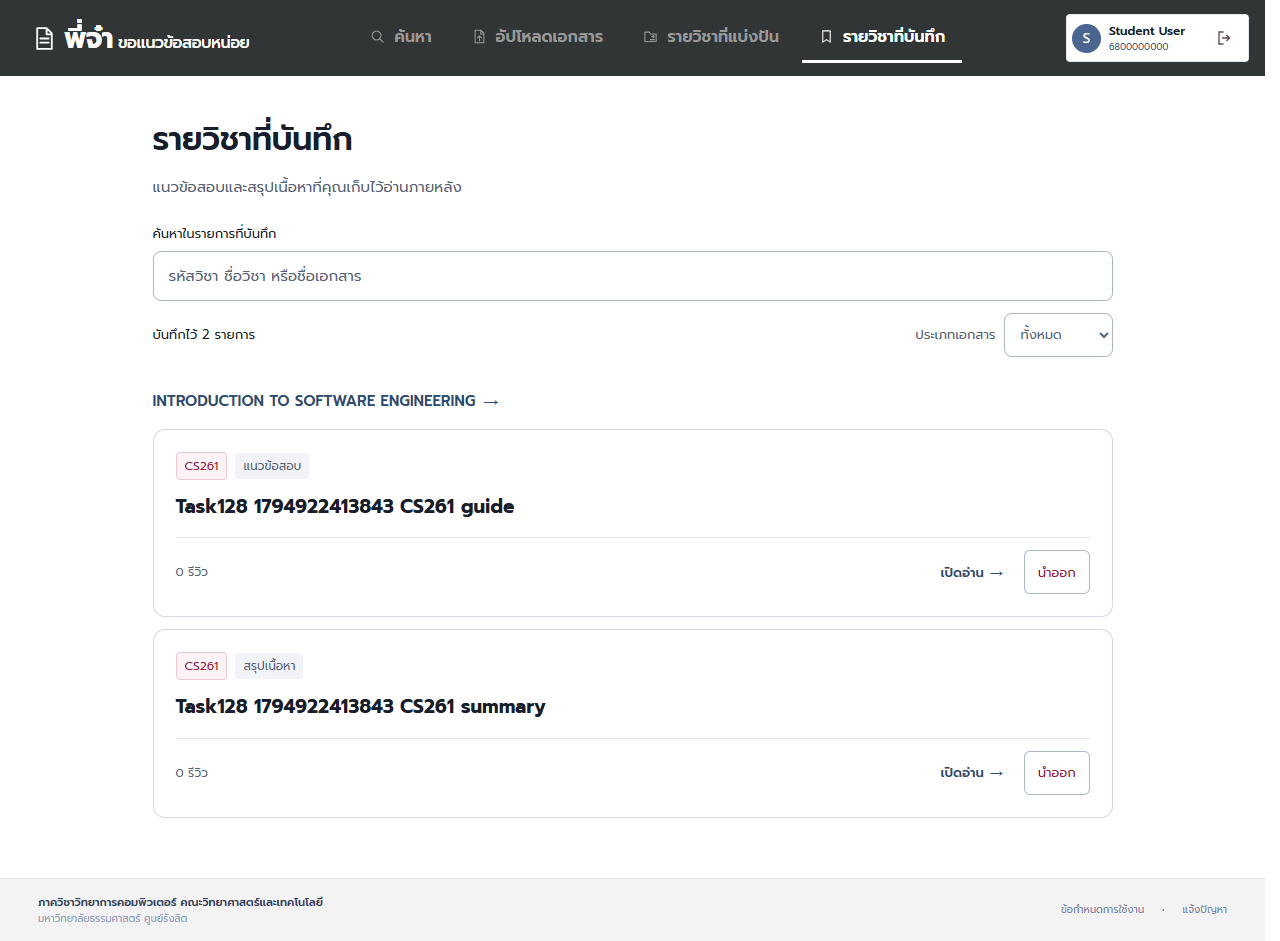 พี่จำ ขอแนวข้อสอบหน่อย
ค้นหา
อัปโหลดเอกสาร
รายวิชาที่แบ่งปัน
รายวิชาที่บันทึก
S
Student User
6800000000
รายวิชาที่บันทึก
แนวข้อสอบและสรุปเนื้อหาที่คุณเก็บไว้อ่านภายหลัง
ค้นหาในรายการที่บันทึก
รหัสวิชา ชื่อวิชา หรือชื่อเอกสาร
บันทึกไว้ 2 รายการ
ประเภทเอกสาร
ทั้งหมด
INTRODUCTION TO SOFTWARE ENGINEERING →
CS261
แนวข้อสอบ
Task128 1794922413843 CS261 guide
0 รีวิว
เปิดอ่าน →
นำออก
CS261
สรุปเนื้อหา
Task128 1794922413843 CS261 summary
0 รีวิว
เปิดอ่าน →
นำออก
ภาควิชาวิทยาการคอมพิวเตอร์ คณะวิทยาศาสตร์และเทคโนโลยี
มหาวิทยาลัยธรรมศาสตร์ ศูนย์รังสิต
ข้อกำหนดการใช้งาน
·
แจ้งปัญหา